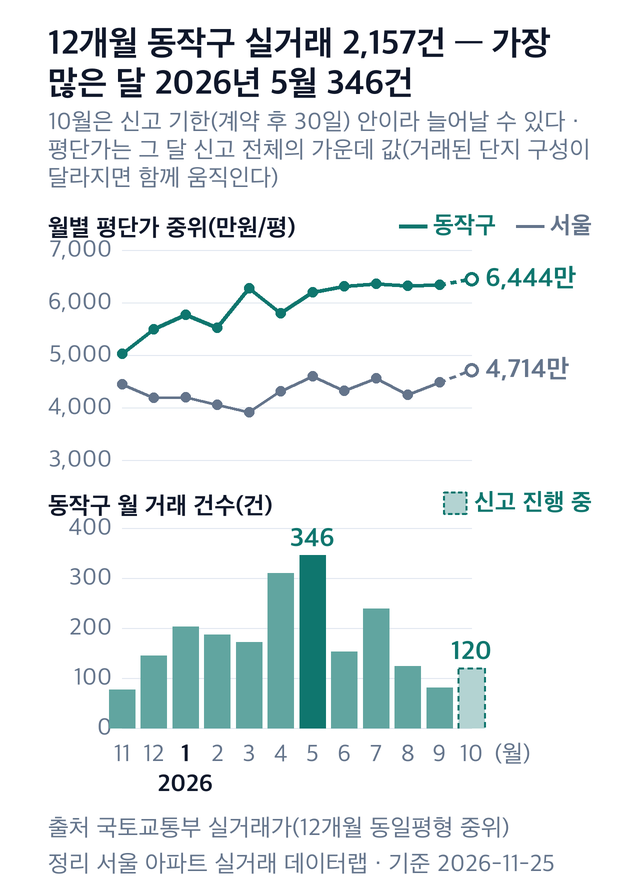 12개월 동작구 실거래 2,157건 — 가장
많은 달 2026년 5월 346건
10월은 신고 기한(계약 후 30일) 안이라 늘어날 수 있다 ·
평단가는 그 달 신고 전체의 가운데 값(거래된 단지 구성이
달라지면 함께 움직인다)
월별 평단가 중위(만원/평)
동작구 서울
7,000
6,000
5,000
4,000
3,000
6,444만
4,714만
동작구 월 거래 건수(건)
신고 진행 중
400
300
200
100
0
346
120
11 12 1 2 3 4 5 6 7 8 9 10 (월)
2026
출처 국토교통부 실거래가(12개월 동일평형 중위)
정리 서울 아파트 실거래 데이터랩 · 기준 2026-11-25